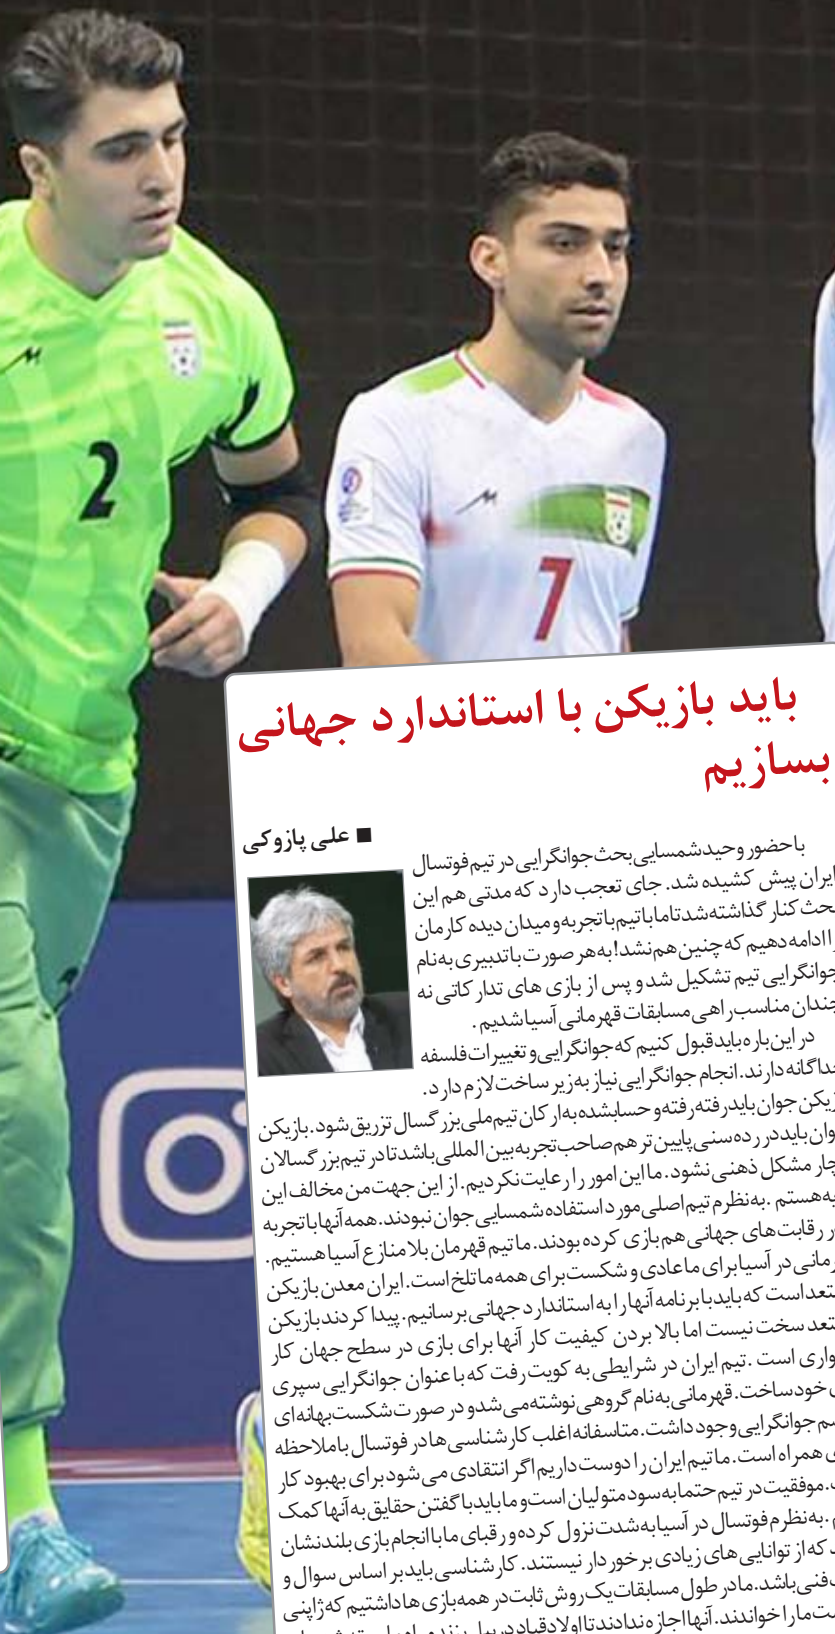 2
7
باید بازیکن با استاندارد جهانی
بسازیم
■ علی پازوکی
باحضور وحیدشمسایی بحث جوانگرایی در تیم فوتسال
ایران پیش کشیده شد. جای تعجب دارد که مدتی هم این
بحث کنار گذاشته شد تا ما با تیم باتجربه و میدان دیده کارمان
را ادامه دهیم که چنین هم نشد! به هر صورت با تدبیری به نام
جوانگرایی تیم تشکیل شد و پس از بازی های تدارکاتی نه
چندان مناسب راهی مسابقات قهرمانی آسیا شدیم.
در این باره باید قبول کنیم که جوانگرایی و تغییرات فلسفه
جداگانه دارند. انجام جوانگرایی نیاز به زیر ساخت لازم دارد.
بازیکن جوان باید رفته رفته و حساب شده به ارکان تیم ملی بزرگسال تزریق شود. بازیکن
جوان باید در رده سنی پایین تر هم صاحب تجربه بین المللی باشد تا در تیم بزرگسالان
دچار مشکل ذهنی نشود. ما این امور را رعایت نکردیم. از این جهت من مخالف این
هستم. به نظرم تیم اصلی مورد استفاده شمسایی جوان نبودند. همه آنها با تجربه
در رقابت های جهانی هم بازی کرده بودند. ما تیم قهرمان بلامنازع آسیا هستیم.
قهرمانی در آسیا برای ما عادی و شکست برای همه ما تلخ است. ایران معدن بازیکن
مستعد است که باید با برنامه آنها را به استاندارد جهانی برسانیم. پیدا کردند بازیکن
مستعد سخت نیست اما بالا بردن کیفیت کار آنها برای بازی در سطح جهان کار
دشواری است. تیم ایران در شرایطی به کویت رفت که با عنوان جوانگرایی سپری
خود ساخت. قهرمانی به نام گروهی نوشته می شد و در صورت شکست بهانه ای
اسم جوانگرایی وجود داشت. متاسفانه اغلب کارشناسی ها در فوتسال با ملاحظه
همراه است. ما تیم ایران را دوست داریم اگر انتقادی می شود برای بهبود کار
موفقیت در تیم حتما به سود متولیان است و ما باید با گفتن حقایق به آنها کمک
به نظرم فوتسال در آسیا به شدت نزول کرده و رقبای ما با انجام بازی بلندنشان
که از توانایی های زیادی برخوردار نیستند. کارشناسی باید بر اساس سوال و
فنی باشد. ما در طول مسابقات یک روش ثابت در همه بازی ها داشتیم که ژاپنی
ما را خواندند. آنها اجازه ندادند تا اولادقباد